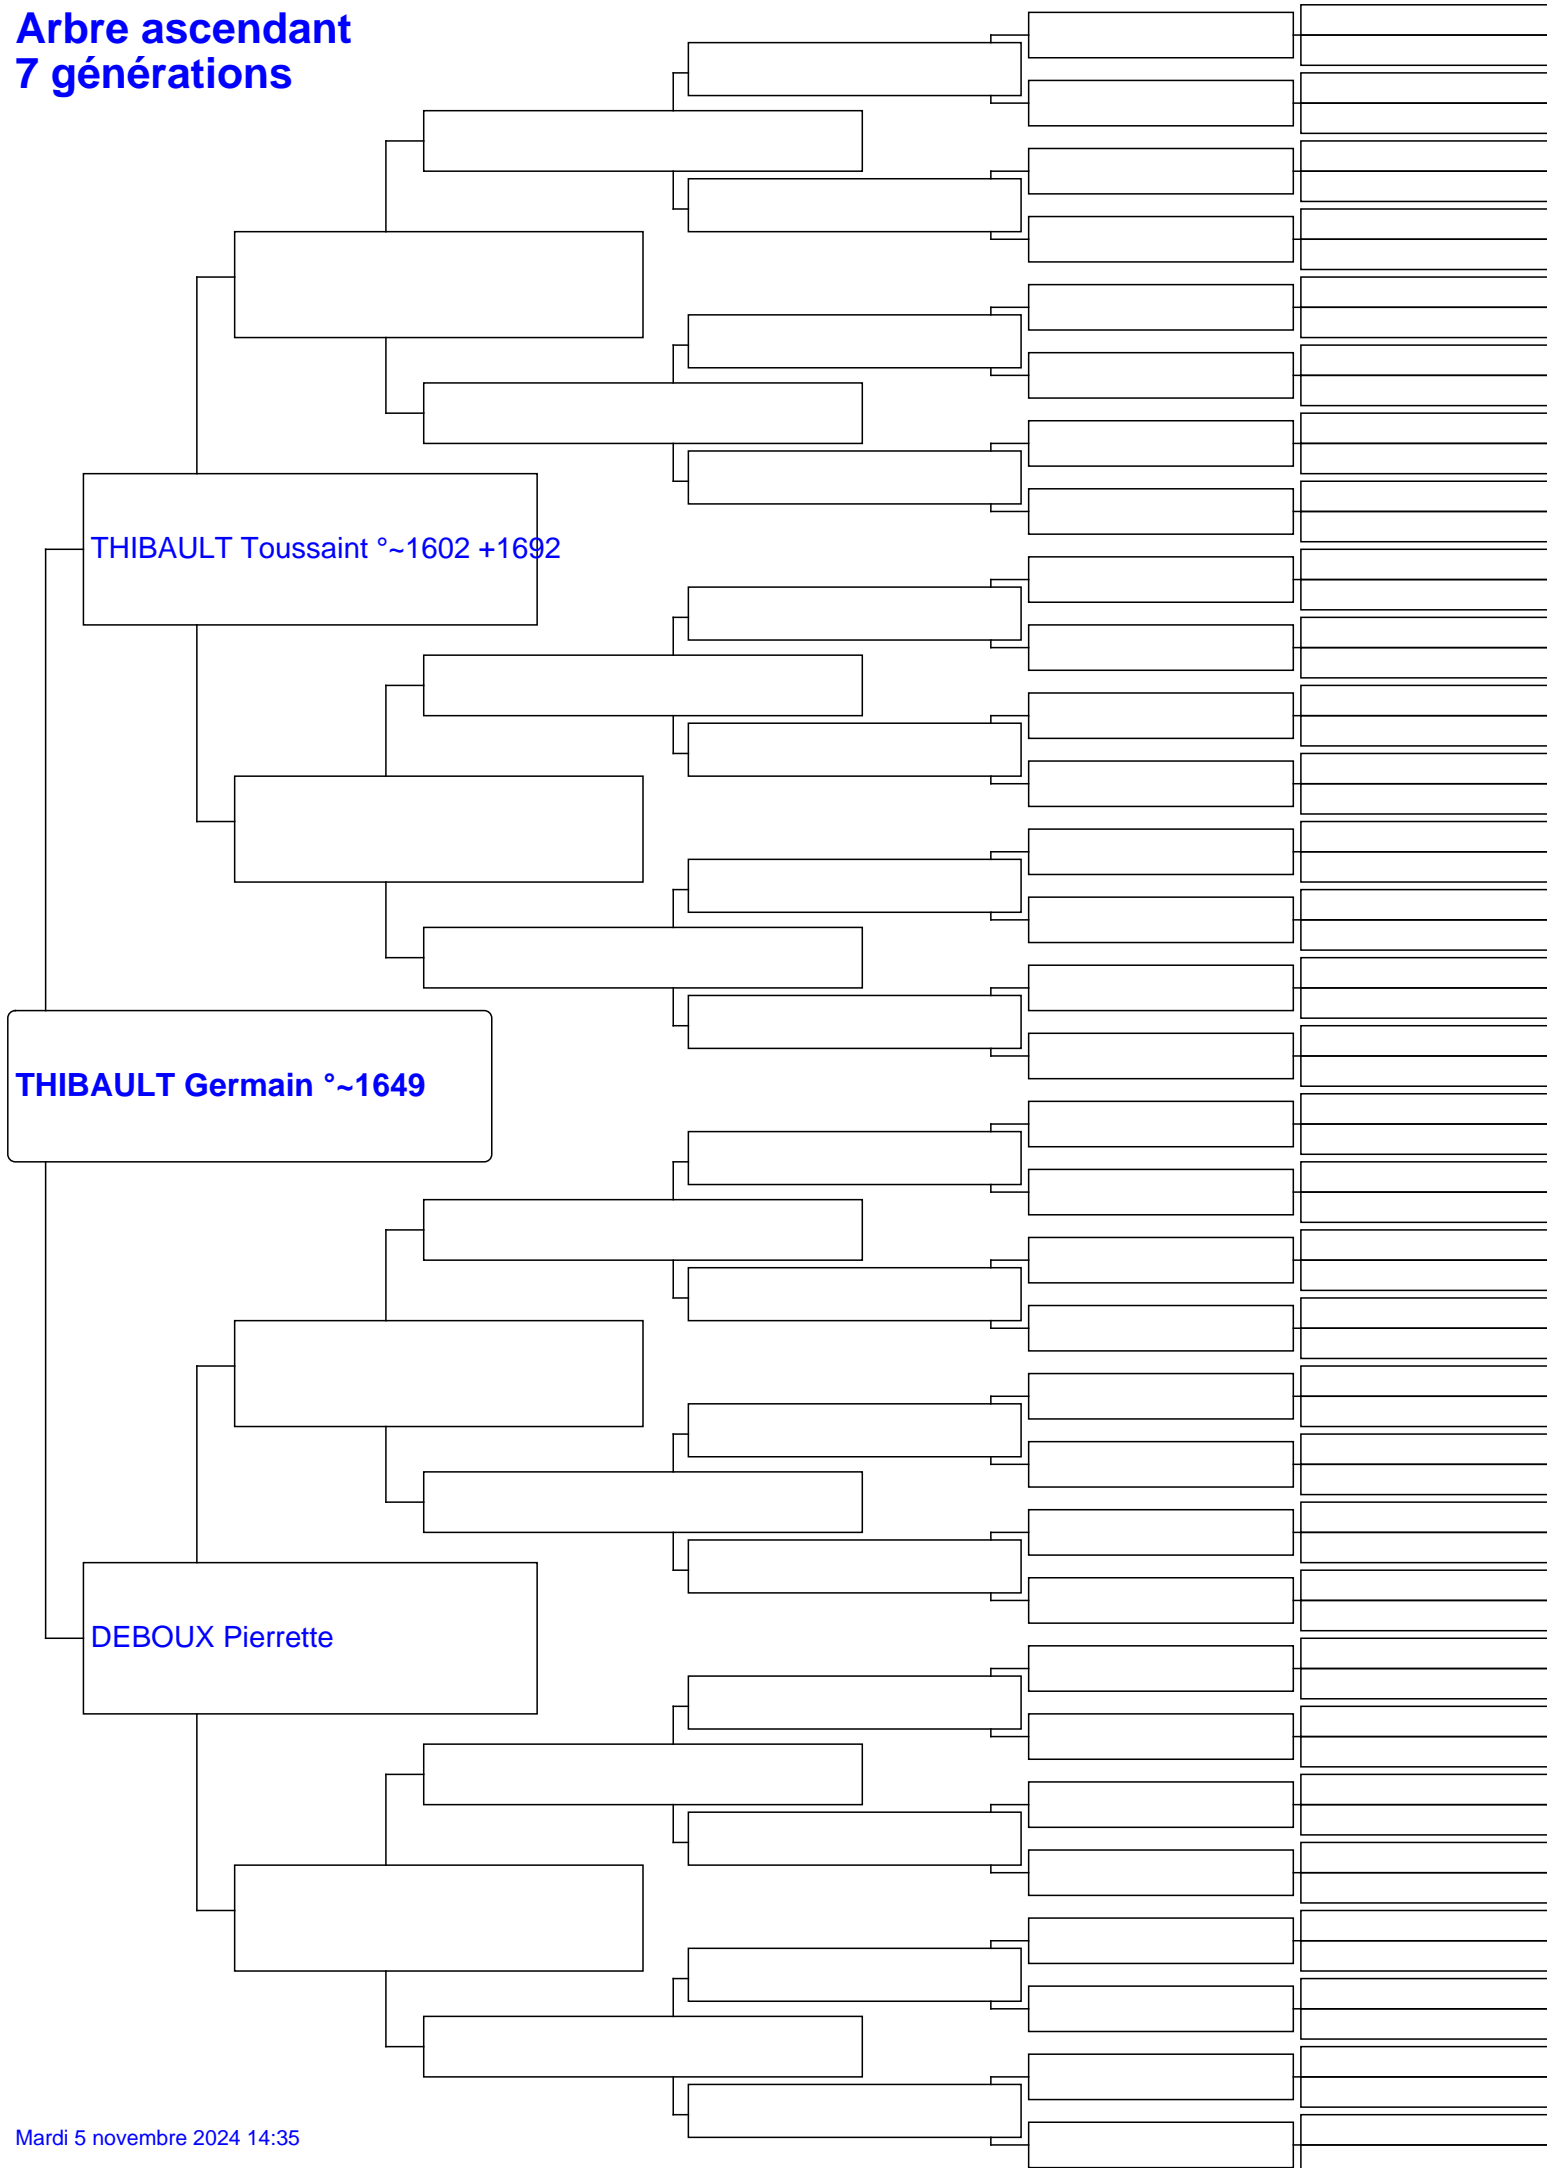 Arbre ascendant
7 générations
THIBAULT Toussaint °~1602 +1692
THIBAULT Germain °~1649
DEBOUX Pierrette
Mardi 5 novembre 2024 14:35